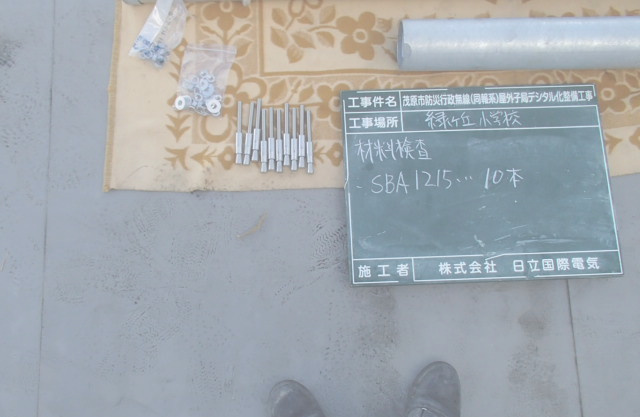 工事件名 茂原市防災行政無線(同報系)屋外子局デジタル化整備工事
工事場所 緑ヶ丘小学校
材料検査
- SBA1215… 10本
施工者 株式会社 日立国際電気